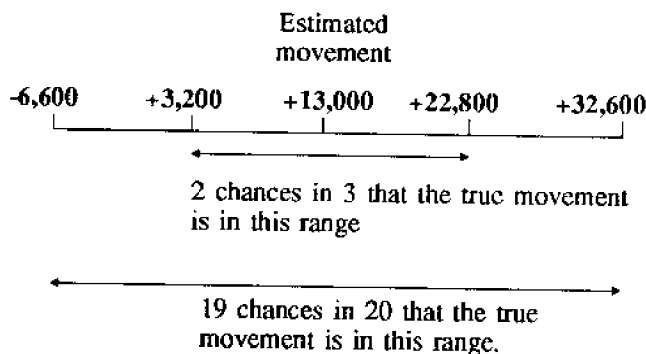 Estimated
movement
-6,600 +3,200 +13,000 +22,800 +32,600
2 chances in 3 that the true movement
is in this range
19 chances in 20 that the true
movement is in this range.